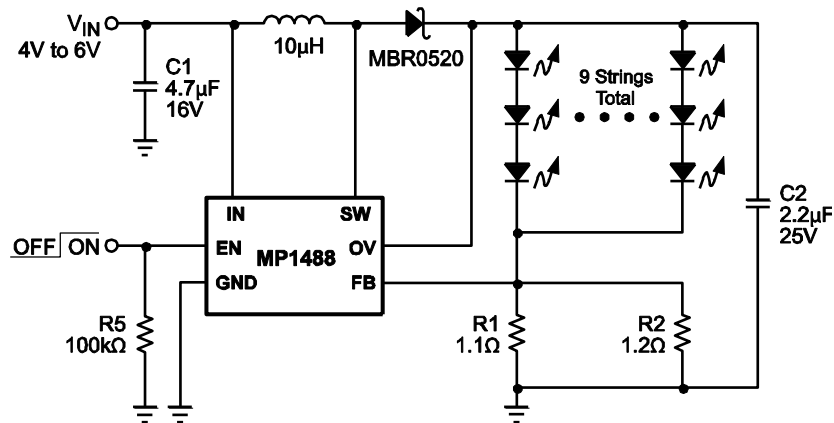 VIN
4V to 6V
C1
4.7µF
16V
10µH
MBR0520
9 Strings
Total
C2
2.2µF
25V
IN
SW
EN
MP1488
OV
GND
FB
OFF ON
R5
100kΩ
R1
1.1Ω
R2
1.2Ω